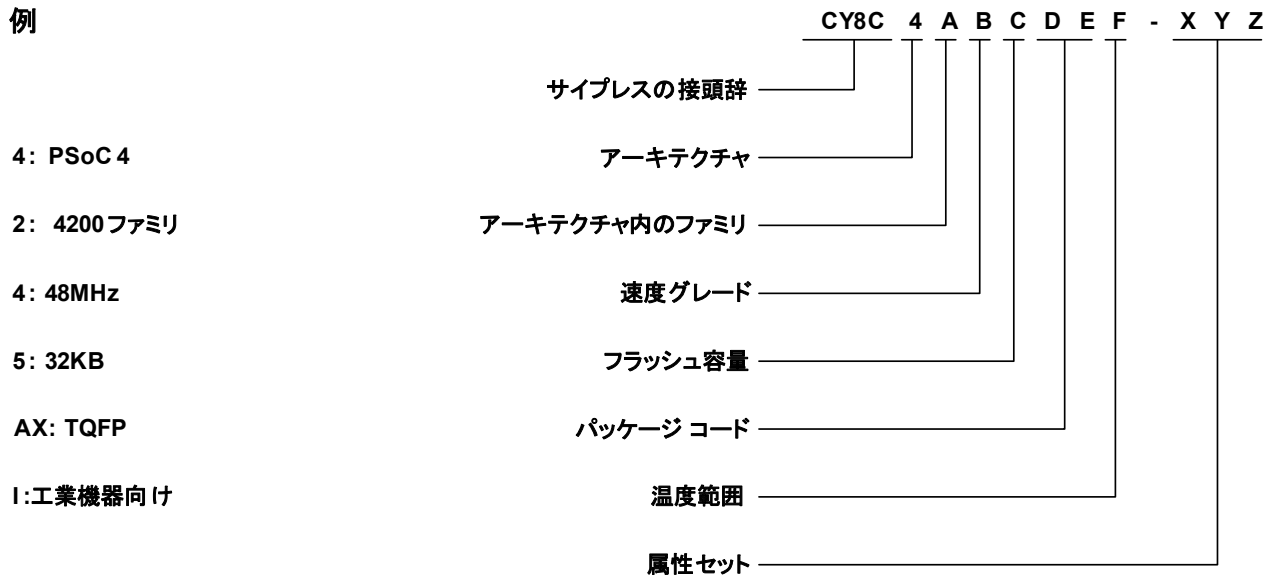 例 CY8C 4 A B C D E F - X Y Z
サイプレスの接頭辞
4: PSoC 4 アーキテクチャ
2: 4200ファミリ アーキテクチャ内のファミリ
4: 48MHz 速度グレード
5: 32KB フラッシュ容量
AX: TQFP パッケージ コード
I:工業機器向け 温度範囲
属性セット